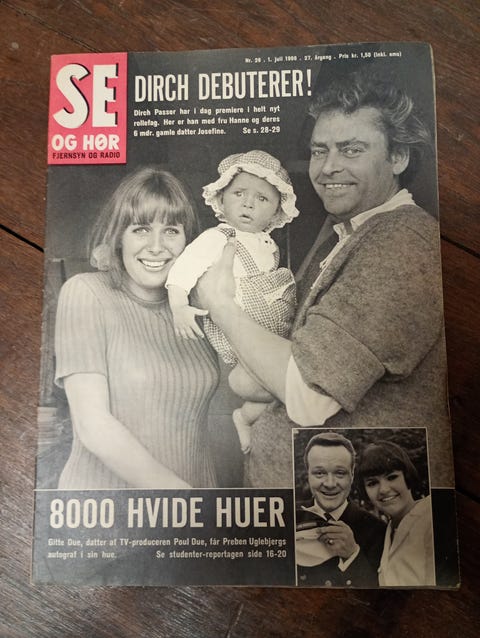 Nr. 26 . 1. juli 1966 . 27. årgang . Pris kr. 1,50 (inkl. oms)
SE
OG HØR
FJERNSYN OG RADIO
DIRCH DEBUTERER!
Dirch Passer har i dag premiere i helt nyt
rollefag. Her er han med fru Hanne og deres
6 mdr. gamle datter Josefine. Se s. 28-29
8000 HVIDE HUER
Gitte Due, datter af TV-produceren Poul Due, får Preben Uglebjergs
autograf i sin hue. Se studenter-reportagen side 16-20